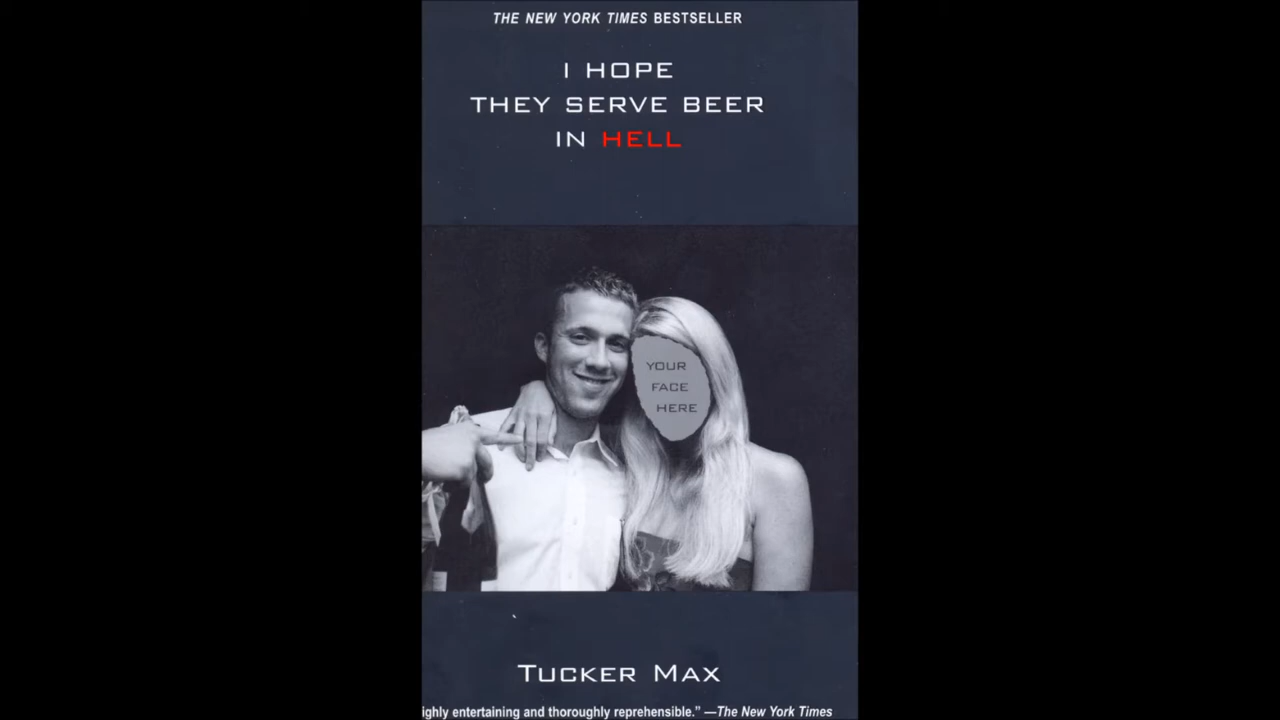 THE NEW YORK TIMES BESTSELLER
I HOPE
THEY SERVE BEER
IN HELL
YOUR
FACE
HERE
TUCKER MAX
ighly entertaining and thoroughly reprehensible.” —The New York Times